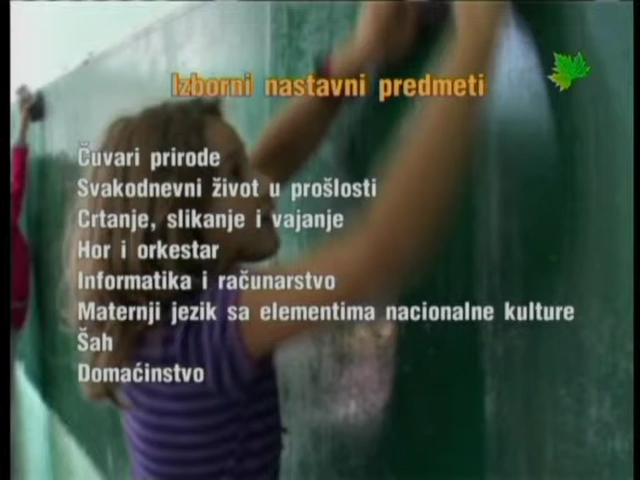 Izborni nastavni predmeti
Čuvari prirode
Svakodnevni život u prošlosti
Crtanje, slikanje i vajanje
Hor i orkestar
Informatika i računarstvo
Maternji jezik sa elementima nacionalne kulture
Šah
Domaćinstvo